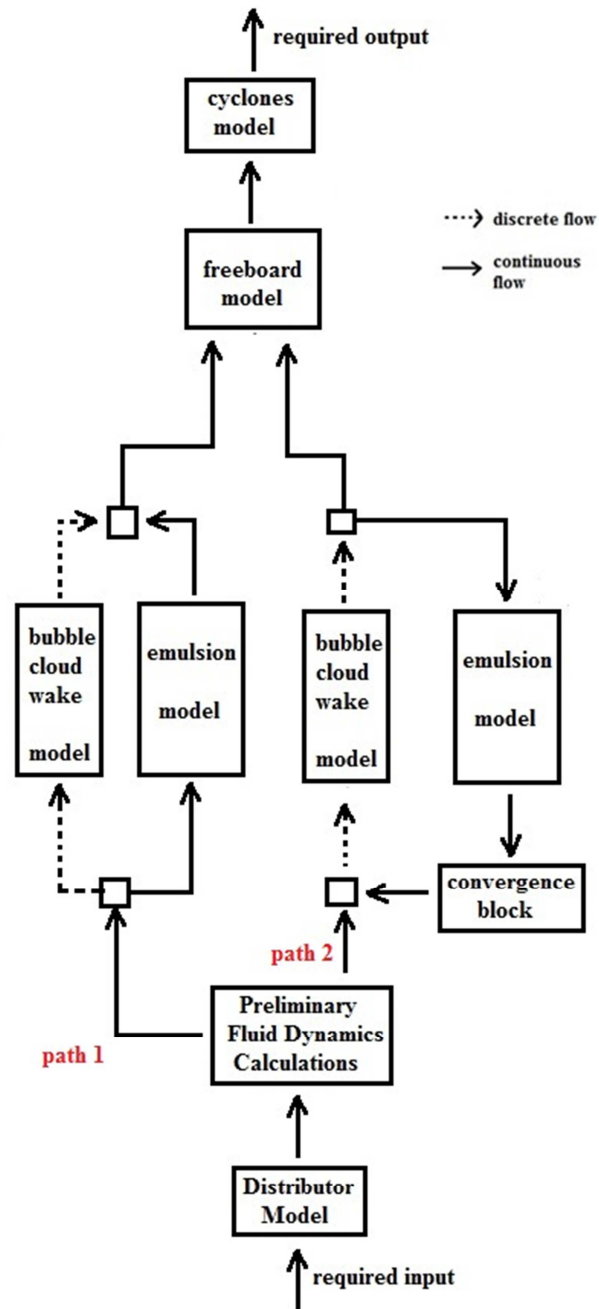 required output
cyclones
model
discrete flow
continuous
flow
freeboard
model
bubble
cloud
wake
model
emulsion
model
bubble
cloud
wake
model
emulsion
model
convergence
block
path 2
path 1
Preliminary
Fluid Dynamics
Calculations
Distributor
Model
required input